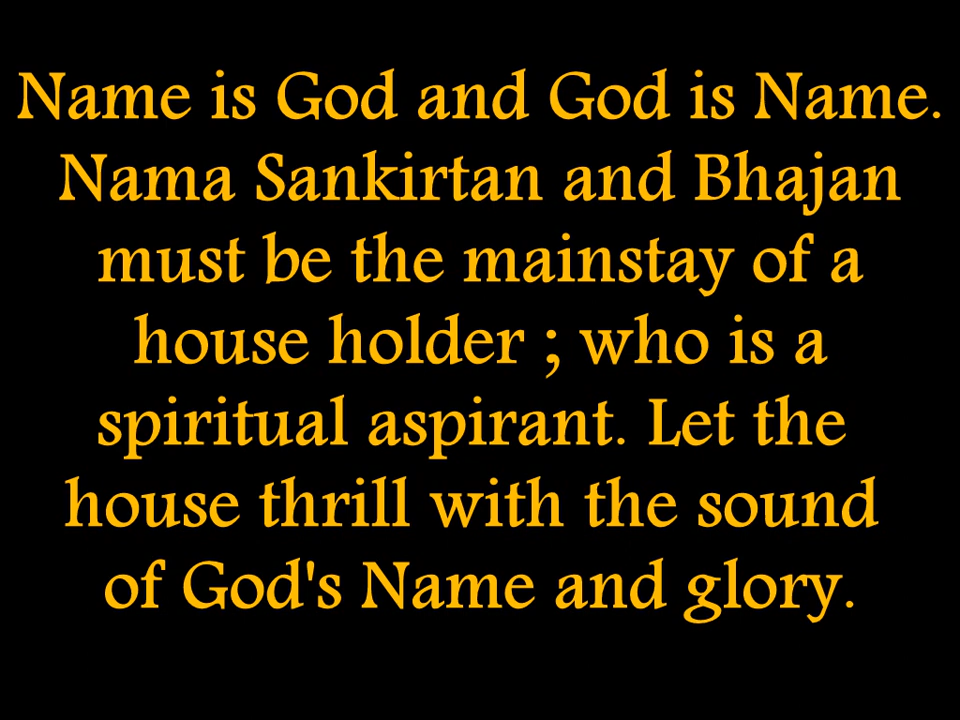 Name is God and God is Name.
Nama Sankirtan and Bhajan
must be the mainstay of a
house holder ; who is a
spiritual aspirant. Let the
house thrill with the sound
of God's Name and glory.